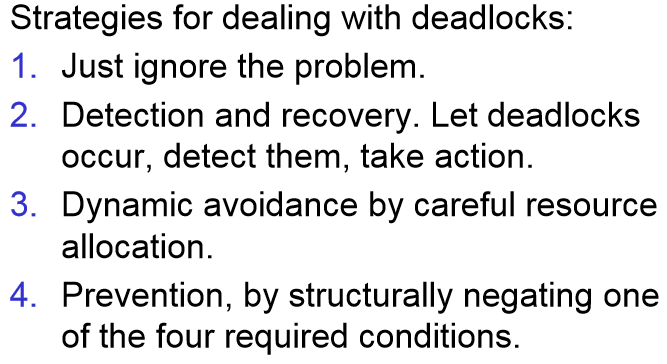 Strategies for dealing with deadlocks:
1. Just ignore the problem.
2. Detection and recovery. Let deadlocks
occur, detect them, take action.
3. Dynamic avoidance by careful resource
allocation.
4. Prevention, by structurally negating one
of the four required conditions.